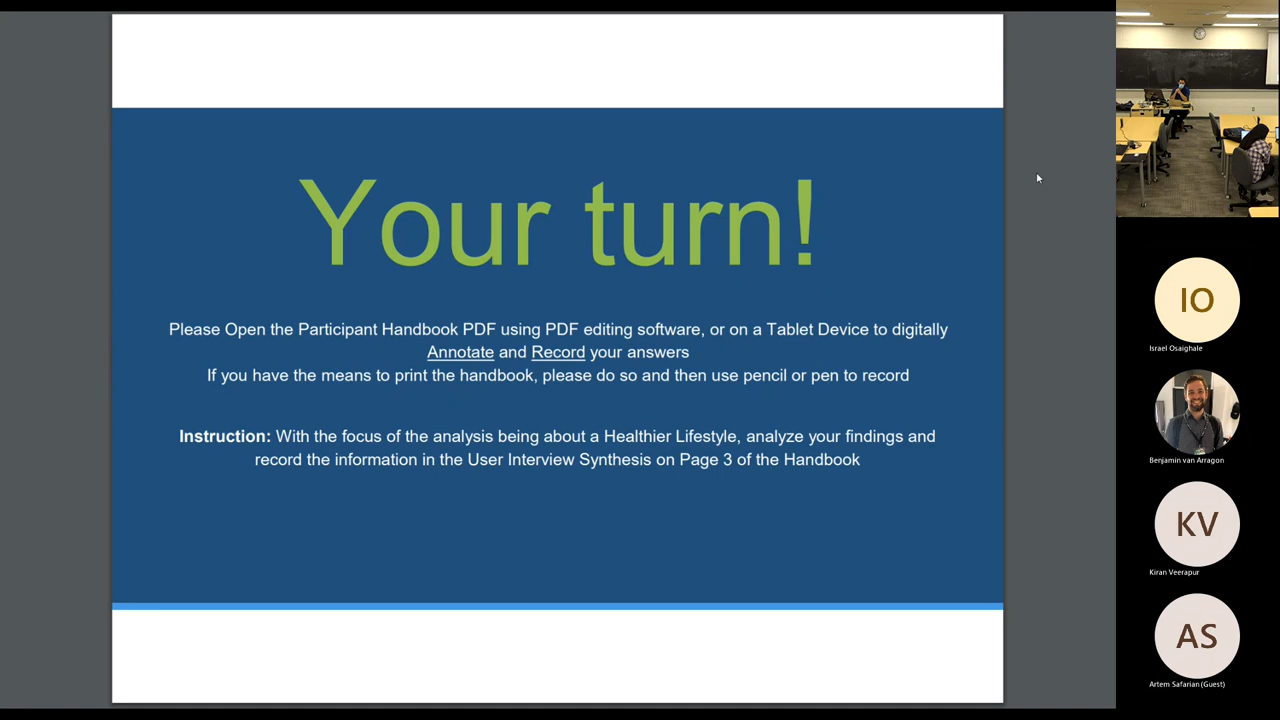 Your turn!
Please Open the Participant Handbook PDF using PDF editing software, or on a Tablet Device to digitally
Annotate and Record your answers
If you have the means to print the handbook, please do so and then use pencil or pen to record
Instruction: With the focus of the analysis being about a Healthier Lifestyle, analyze your findings and
record the information in the User Interview Synthesis on Page 3 of the Handbook
IO
Israel Osaighale
Benjamin van Arragon
KV
Kiran Veerapur
AS
Artem Safarian (Guest)